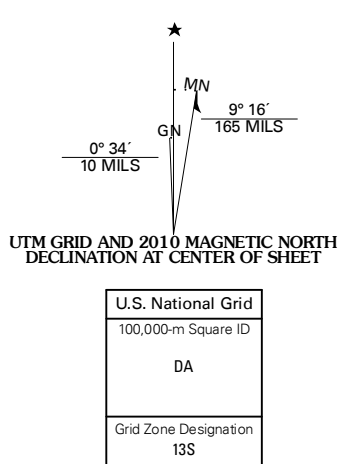 ★
MN
9° 16´
165 MILS
GN
0° 34´
10 MILS
UTM GRID AND 2010 MAGNETIC NORTH
DECLINATION AT CENTER OF SHEET
U.S. National Grid
100,000-m Square ID
DA
Grid Zone Designation
13S